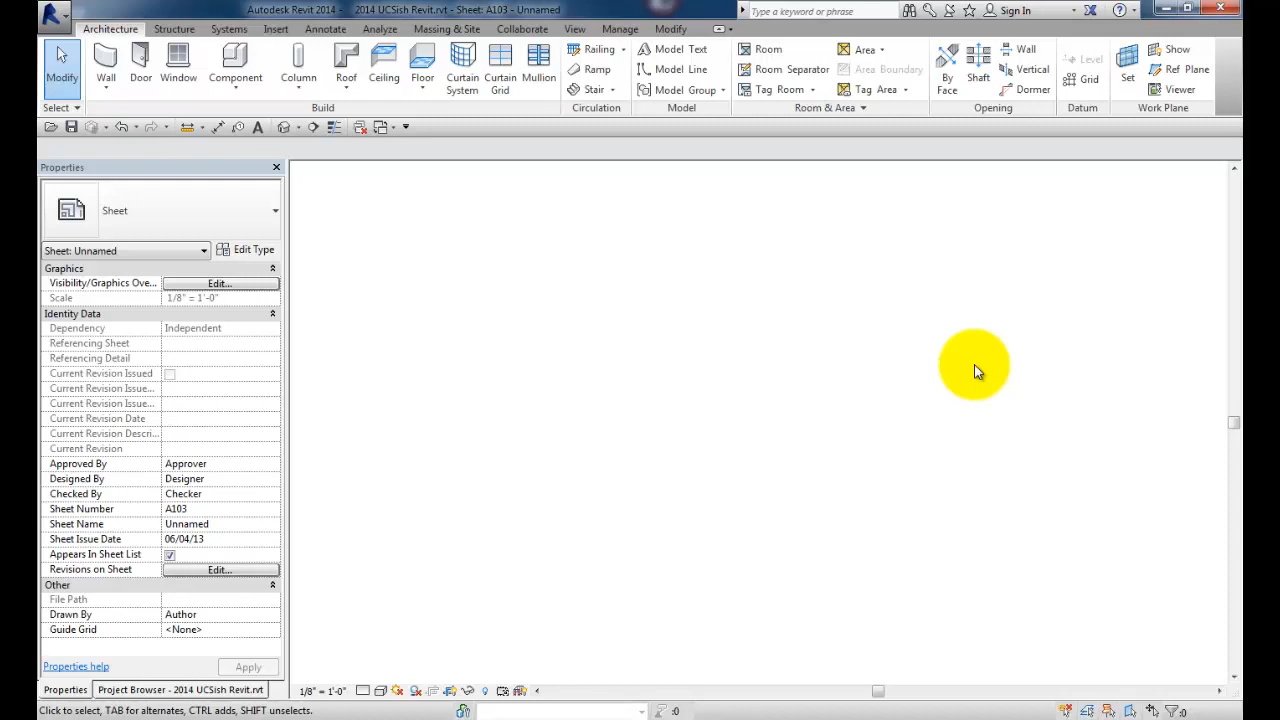 Autodesk Revit 2014 - 2014 UCSish Revit.rvt - Sheet: A103 - Unnamed
Type a keyword or phrase
Sign In
Architecture Structure Systems Insert Annotate Analyze Massing & Site Collaborate View Manage Modify
Modify Wall Door Window Component Column Roof Ceiling Floor Curtain System Curtain Grid Mullion
Railing Ramp Stair
Model Text Model Line Model Group
Room Room Separator Tag Room
Area Area Boundary Tag Area
By Face Shaft Wall Vertical Dormer
Level Grid
Set Show Ref Plane Viewer
Select Build Circulation Model Room & Area Opening Datum Work Plane
Properties
Sheet
Sheet: Unnamed Edit Type
Graphics
Visibility/Graphics Ove... Edit...
Scale 1/8" = 1'-0"
Identity Data
Dependency Independent
Referencing Sheet
Referencing Detail
Current Revision Issued
Current Revision Issue...
Current Revision Issue...
Current Revision Date
Current Revision Descri...
Current Revision
Approved By Approver
Designed By Designer
Checked By Checker
Sheet Number A103
Sheet Name Unnamed
Sheet Issue Date 06/04/13
Appears In Sheet List
Revisions on Sheet Edit...
Other
File Path
Drawn By Author
Guide Grid <None>
Properties help Apply
Properties Project Browser - 2014 UCSish Revit.rvt
1/8" = 1'-0"
Click to select, TAB for alternates, CTRL adds, SHIFT unselects.
:0
:0